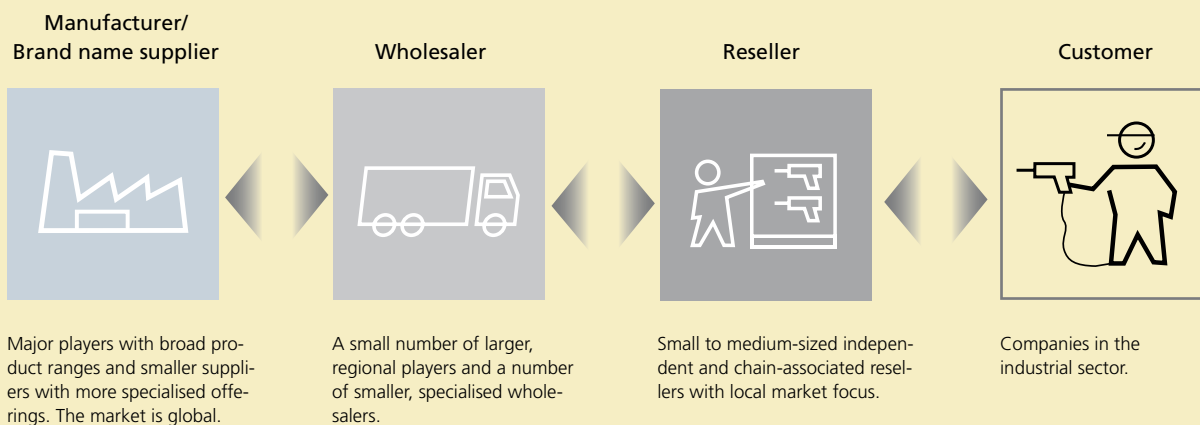 Manufacturer/
Brand name supplier
Wholesaler
Reseller
Customer
Major players with broad pro-
duct ranges and smaller suppli-
ers with more specialised offe-
rings. The market is global.
A small number of larger,
regional players and a number
of smaller, specialised whole-
salers.
Small to medium-sized indepen-
dent and chain-associated resel-
lers with local market focus.
Companies in the
industrial sector.